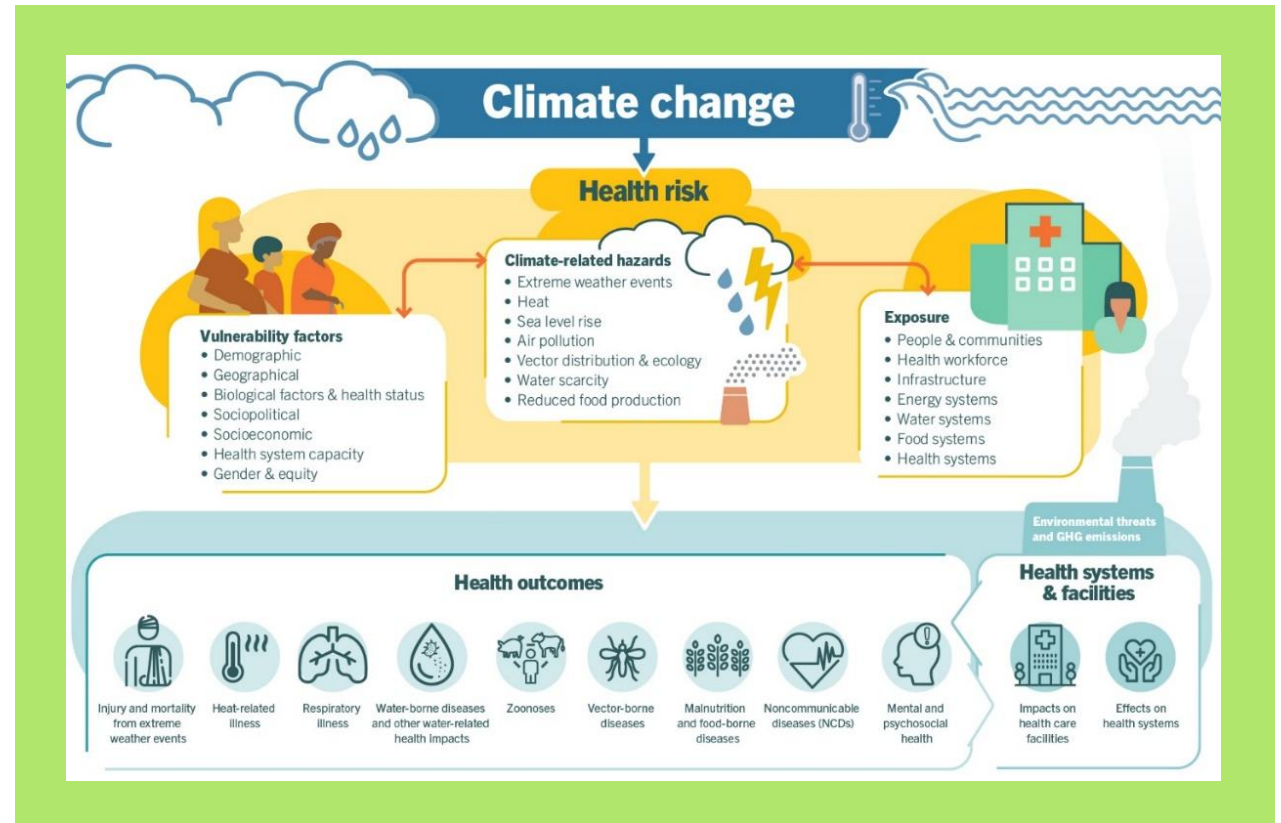 Climate change
Health risk
Climate-related hazards
• Extreme weather events
• Heat
• Sea level rise
• Air pollution
• Vector distribution & ecology
• Water scarcity
• Reduced food production
Vulnerability factors
• Demographic
• Geographical
• Biological factors & health status
• Sociopolitical
• Socioeconomic
• Health system capacity
• Gender & equity
Exposure
• People & communities
• Health workforce
• Infrastructure
• Energy systems
• Water systems
• Food systems
• Health systems
Environmental threats
and GHG emissions
Health outcomes
Injury and mortality
from extreme
weather events
Heat-related
illness
Respiratory
illness
Water-borne diseases
and other water-related
health impacts
Zoonoses
Vector-borne
diseases
Malnutrition
and food-borne
diseases
Noncommunicable
diseases (NCDs)
Mental and
psychosocial
health
Health systems
& facilities
Impacts on
health care
facilities
Effects on
health systems